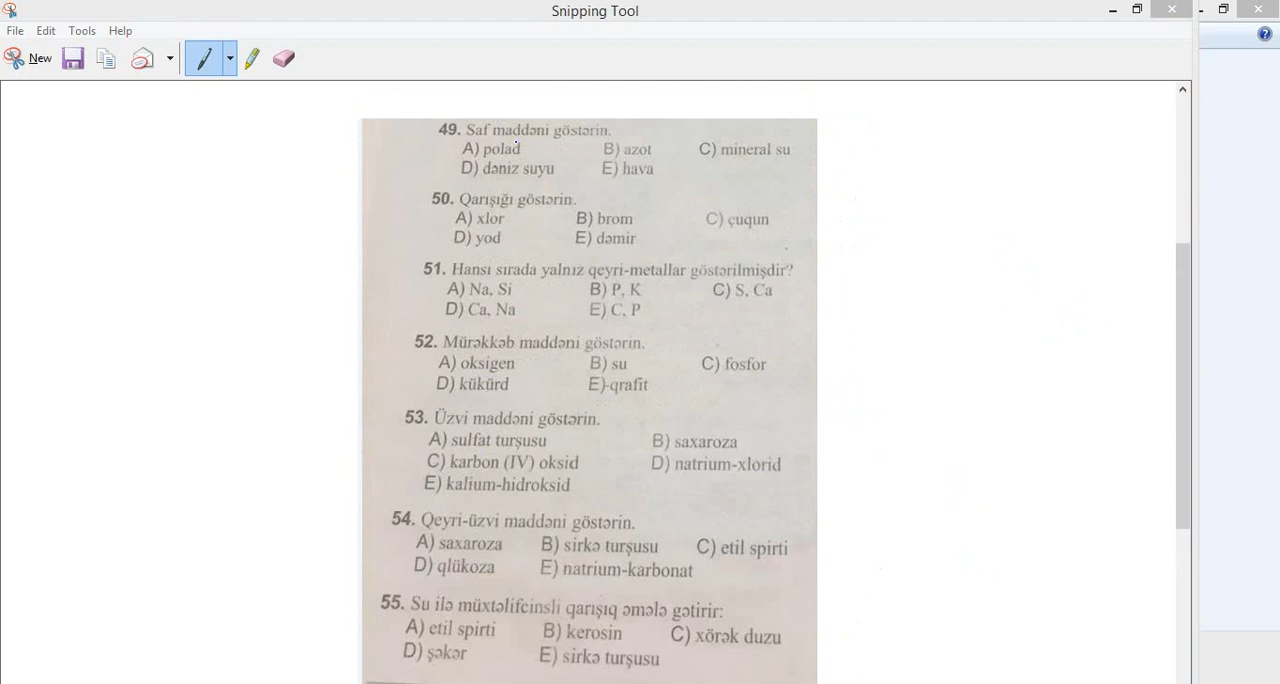 Snipping Tool
File Edit Tools Help
New
49. Saf maddəni göstərin.
A) polad B) azot C) mineral su
D) dəniz suyu E) hava
50. Qarışığı göstərin.
A) xlor B) brom C) çuqun
D) yod E) dəmir
51. Hansı sırada yalnız qeyri-metallar göstərilmişdir?
A) Na, Si B) P, K C) S, Ca
D) Ca, Na E) C, P
52. Mürəkkəb maddəni göstərin.
A) oksigen B) su C) fosfor
D) kükürd E) qrafit
53. Üzvi maddəni göstərin.
A) sulfat turşusu B) saxaroza
C) karbon (IV) oksid D) natrium-xlorid
E) kalium-hidroksid
54. Qeyri-üzvi maddəni göstərin.
A) saxaroza B) sirkə turşusu C) etil spirti
D) qlükoza E) natrium-karbonat
55. Su ilə müxtəlifcinsli qarışıq əmələ gətirir:
A) etil spirti B) kerosin C) xörək duzu
D) şəkər E) sirkə turşusu